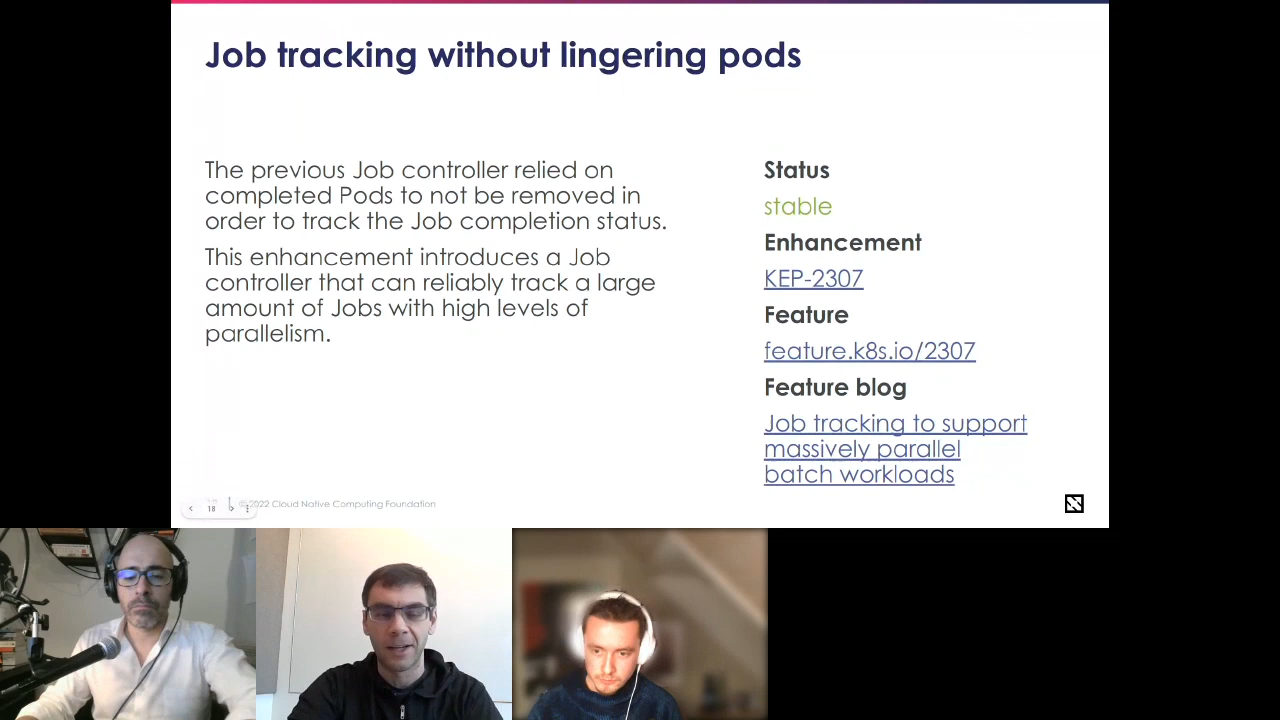 Job tracking without lingering pods
The previous Job controller relied on
completed Pods to not be removed in
order to track the Job completion status.
This enhancement introduces a Job
controller that can reliably track a large
amount of Jobs with high levels of
parallelism.
Status
stable
Enhancement
KEP-2307
Feature
feature.k8s.io/2307
Feature blog
Job tracking to support
massively parallel
batch workloads
18
© 2022 Cloud Native Computing Foundation